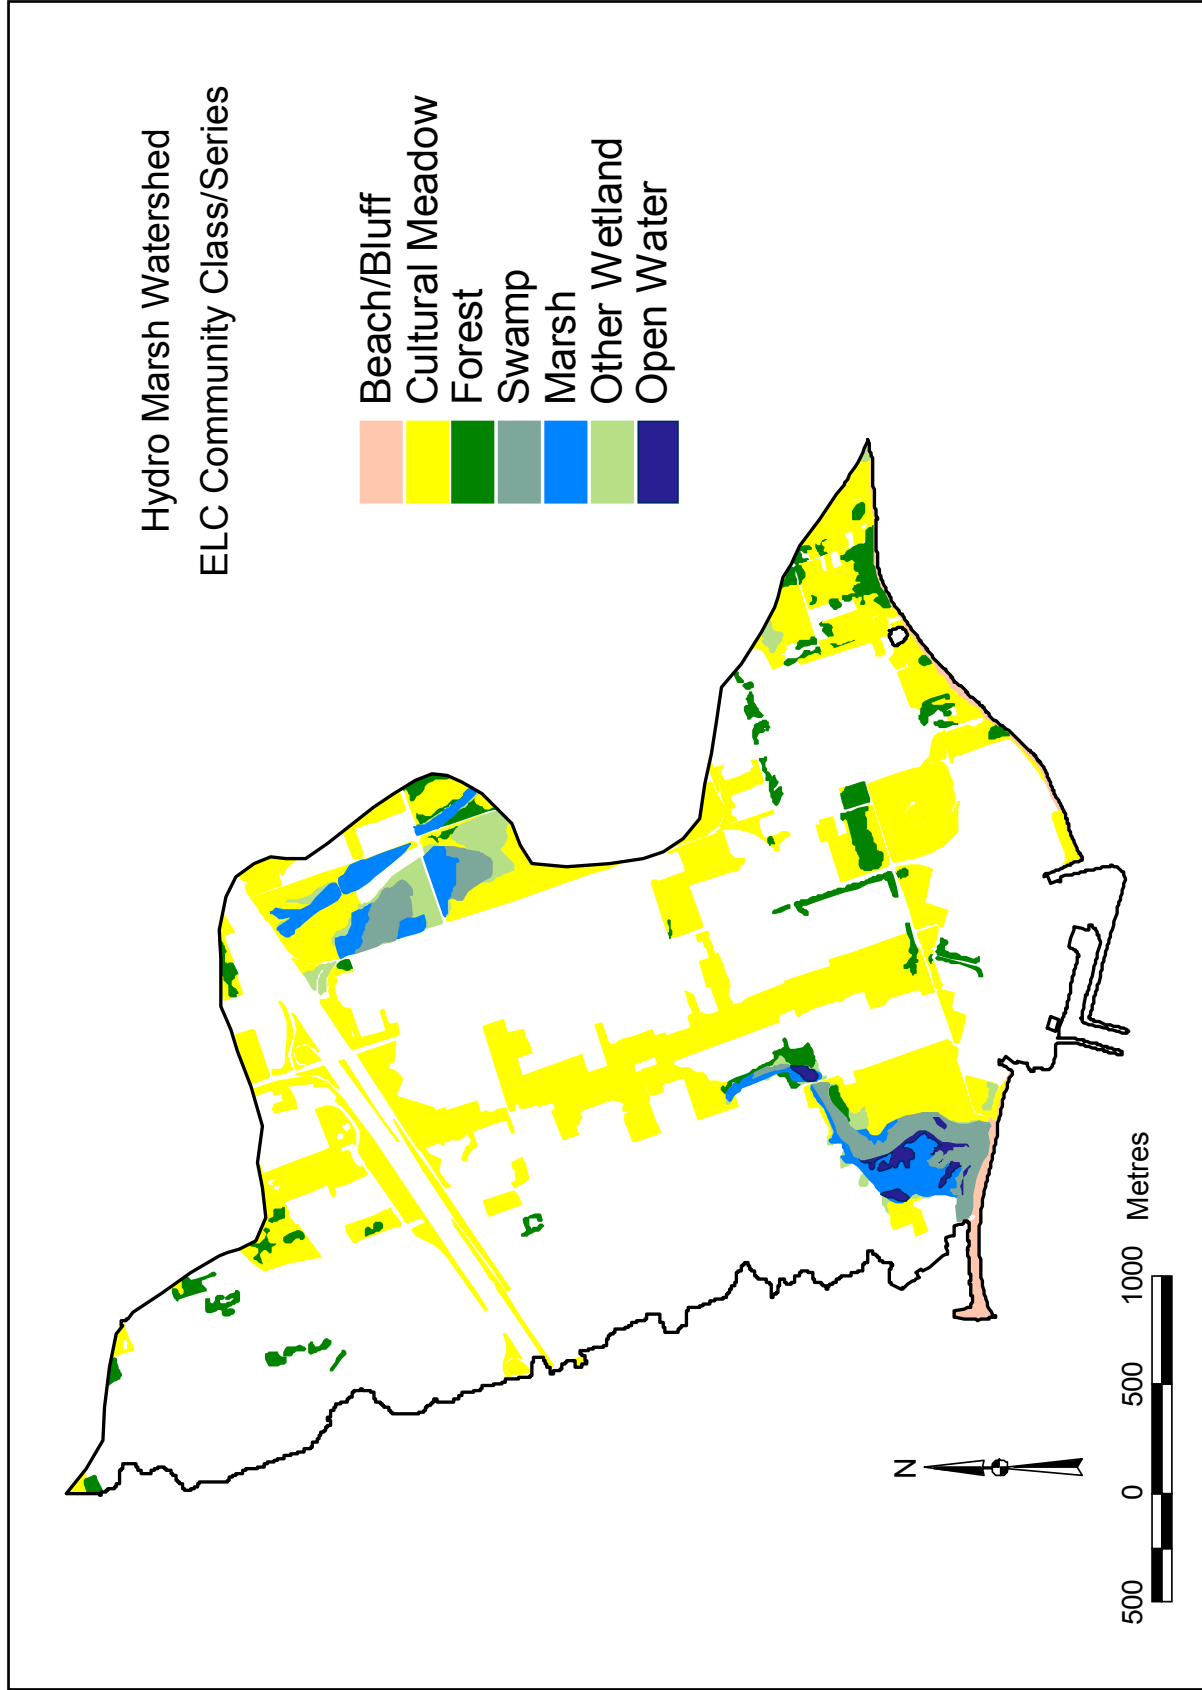 Hydro Marsh Watershed
ELC Community Class/Series
Beach/Bluff
Cultural Meadow
Forest
Swamp
Marsh
Other Wetland
Open Water
N
500 0 500 1000 Metres